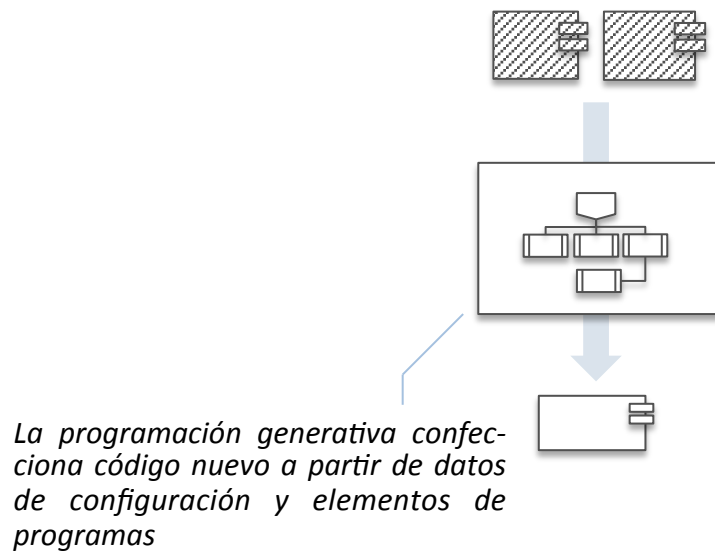 La programación generativa confec-
ciona código nuevo a partir de datos
de configuración y elementos de
programas